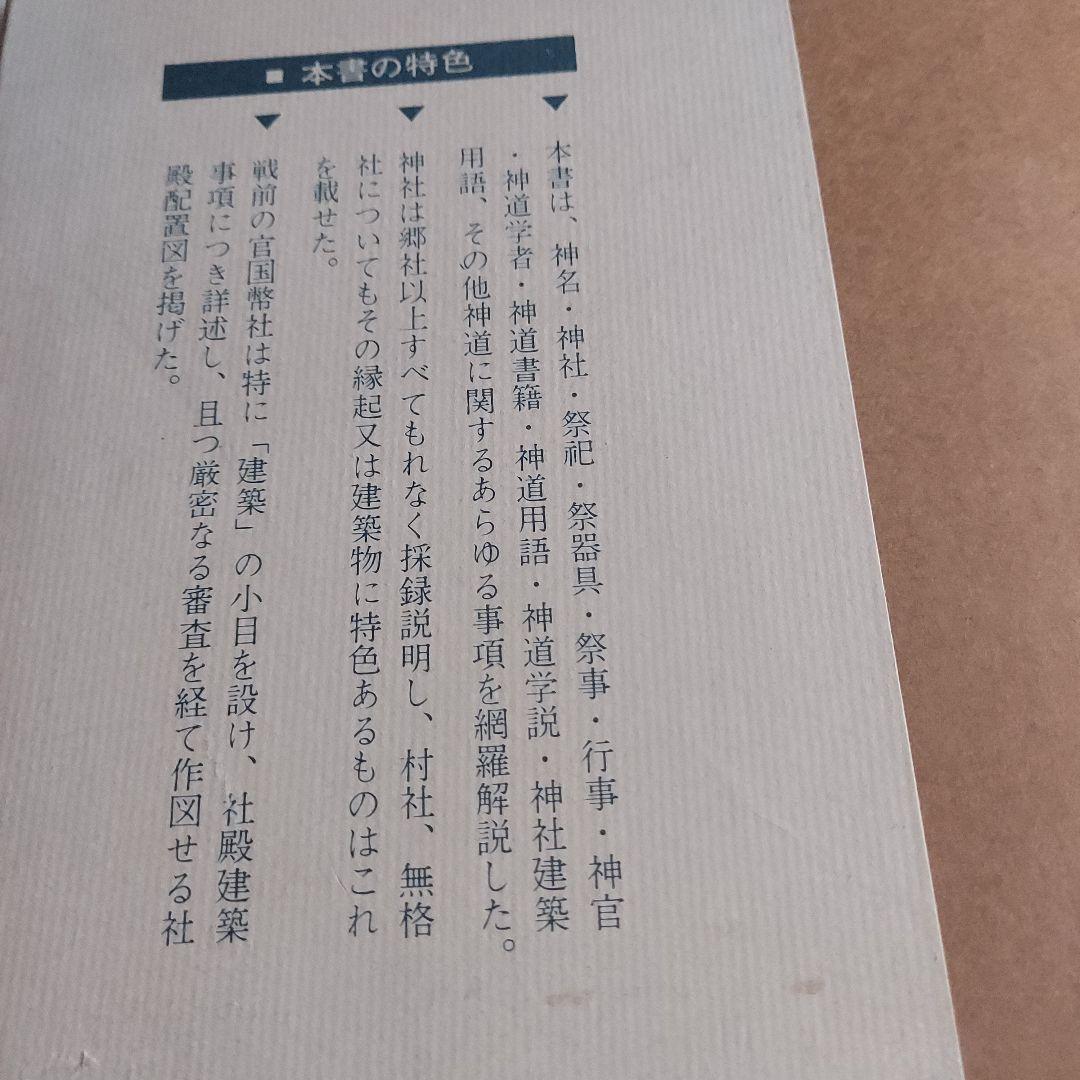 ■ 本書の特色
▼本書は、神名・神社・祭祀・祭器具・祭事・行事・神官
・神道学者・神道書籍・神道用語・神道学説・神社建築
用語、その他神道に関するあらゆる事項を網羅解説した。
▼神社は郷社以上すべてもれなく採録説明し、村社、無格
社についてもその縁起又は建築物に特色あるものはこれ
を載せた。
▼戦前の官国幣社は特に「建築」の小目を設け、社殿建築
事項につき詳述し、且つ厳密なる審査を経て作図せる社
殿配置図を掲げた。